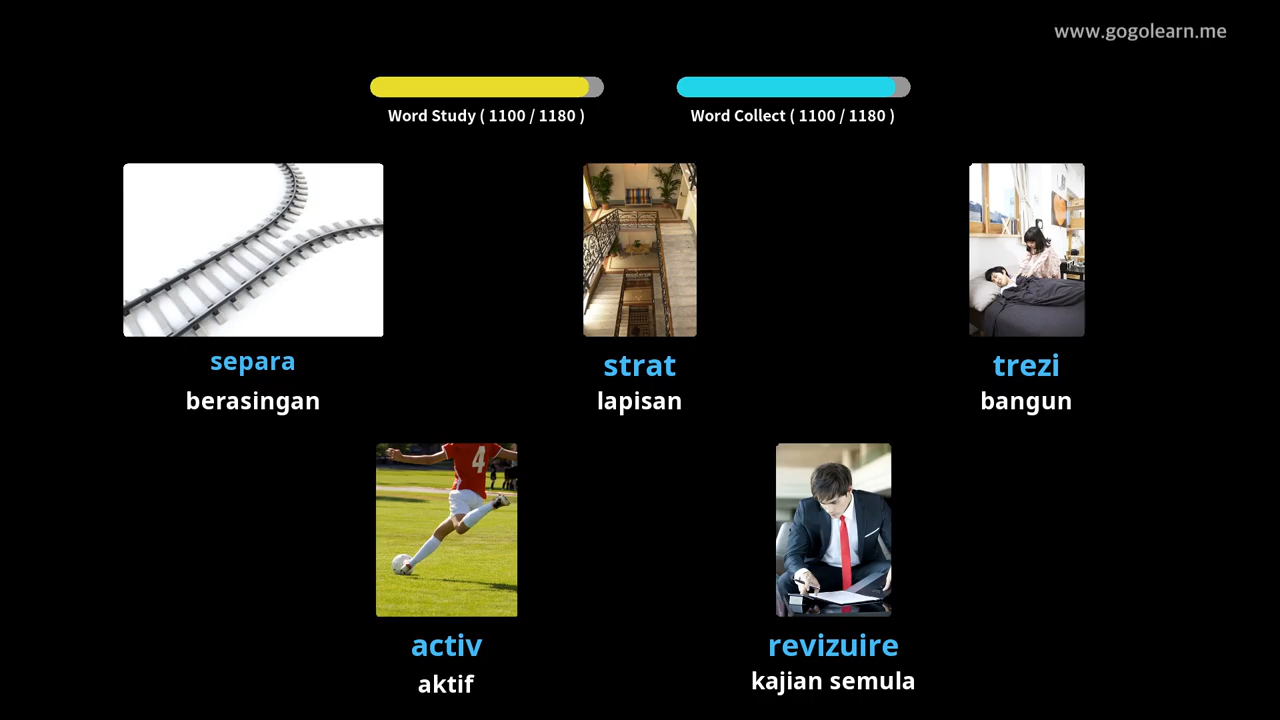 www.gogolearn.me
Word Study ( 1100 / 1180 )
Word Collect ( 1100 / 1180 )
separa
berasingan
strat
lapisan
trezi
bangun
4
activ
aktif
revizuire
kajian semula